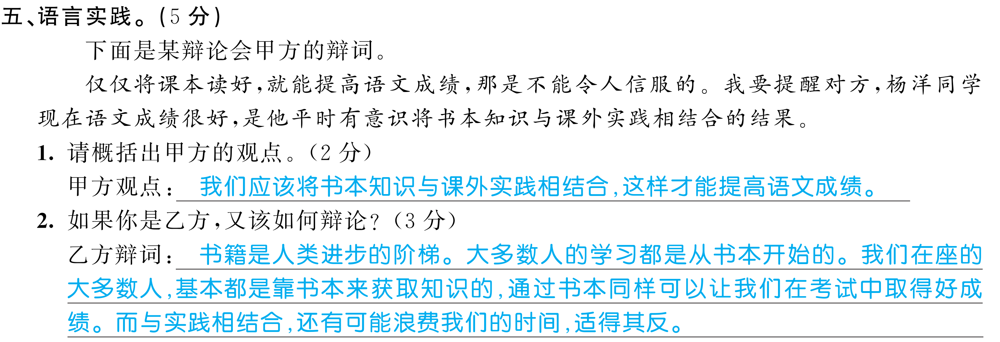 五、语言实践。(5 分)
下面是某辩论会甲方的辩词。
仅仅将课本读好,就能提高语文成绩,那是不能令人信服的。我要提醒对方,杨洋同学
现在语文成绩很好,是他平时有意识将书本知识与课外实践相结合的结果。
1. 请概括出甲方的观点。(2 分)
甲方观点: 我们应该将书本知识与课外实践相结合,这样才能提高语文成绩。
2. 如果你是乙方,又该如何辩论?(3 分)
乙方辩词: 书籍是人类进步的阶梯。大多数人的学习都是从书本开始的。我们在座的
大多数人,基本都是靠书本来获取知识的,通过书本同样可以让我们在考试中取得好成
绩。而与实践相结合,还有可能浪费我们的时间,适得其反。